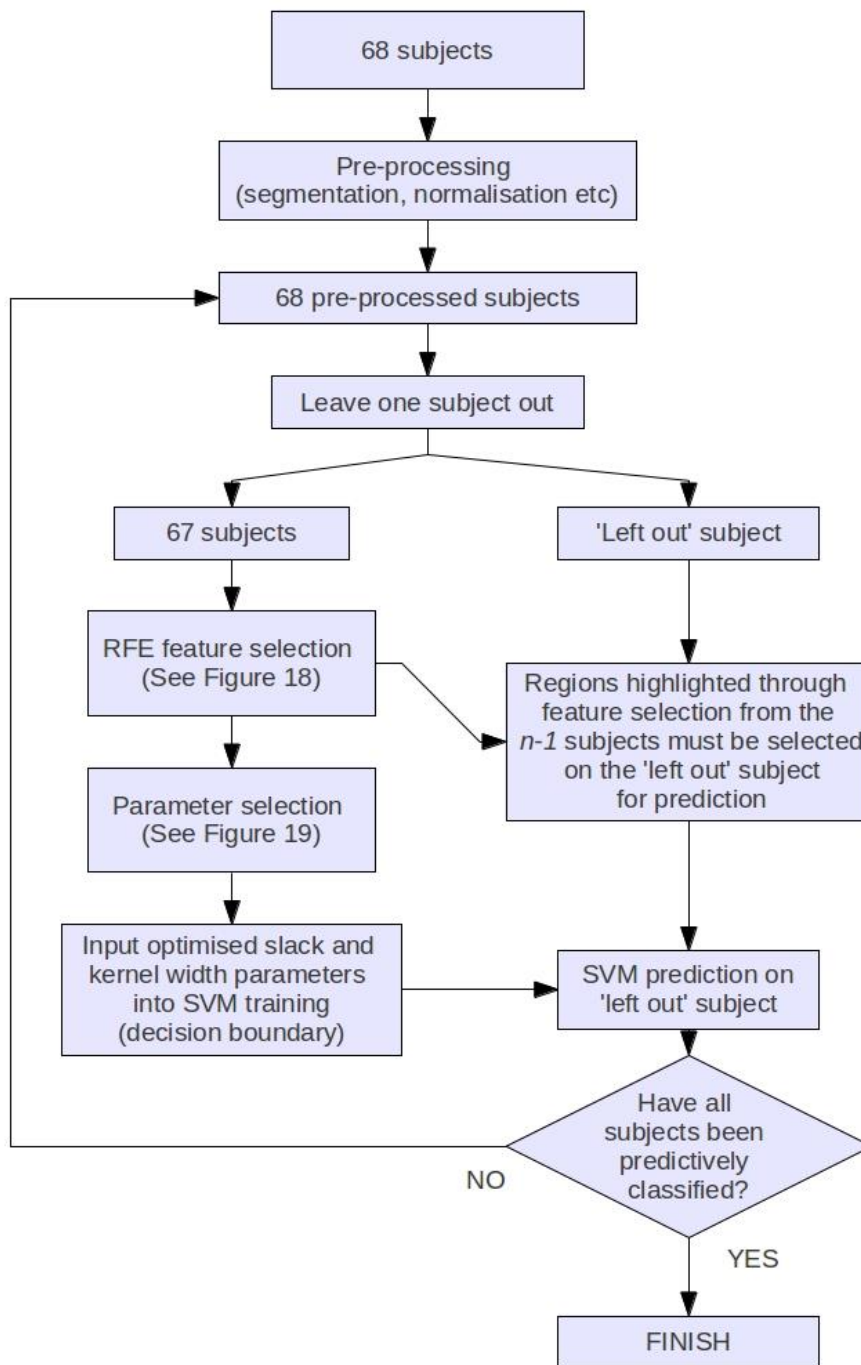 68 subjects
Pre-processing
(segmentation, normalisation etc)
68 pre-processed subjects
Leave one subject out
67 subjects
'Left out' subject
RFE feature selection
(See Figure 18)
Regions highlighted through
feature selection from the
n-1 subjects must be selected
on the 'left out' subject
for prediction
Parameter selection
(See Figure 19)
Input optimised slack and
kernel width parameters
into SVM training
(decision boundary)
SVM prediction on
'left out' subject
Have all
subjects been
predictively
classified?
NO
YES
FINISH